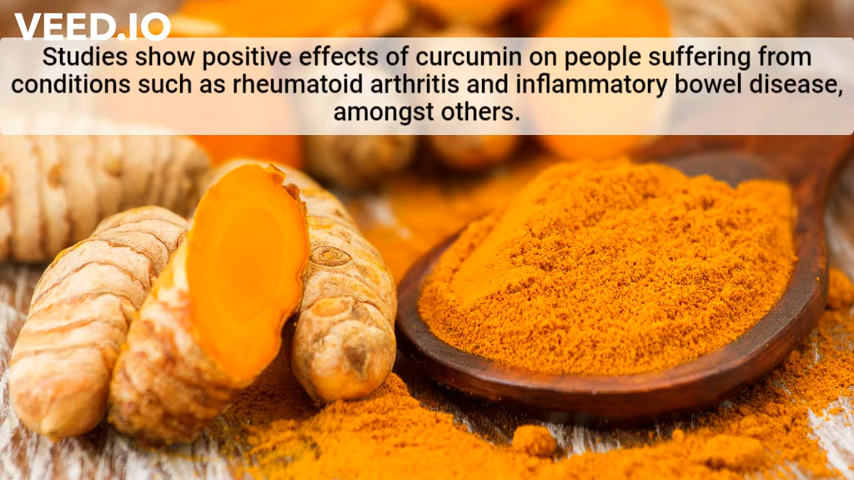 VEED.IO
Studies show positive effects of curcumin on people suffering from
conditions such as rheumatoid arthritis and inflammatory bowel disease,
amongst others.